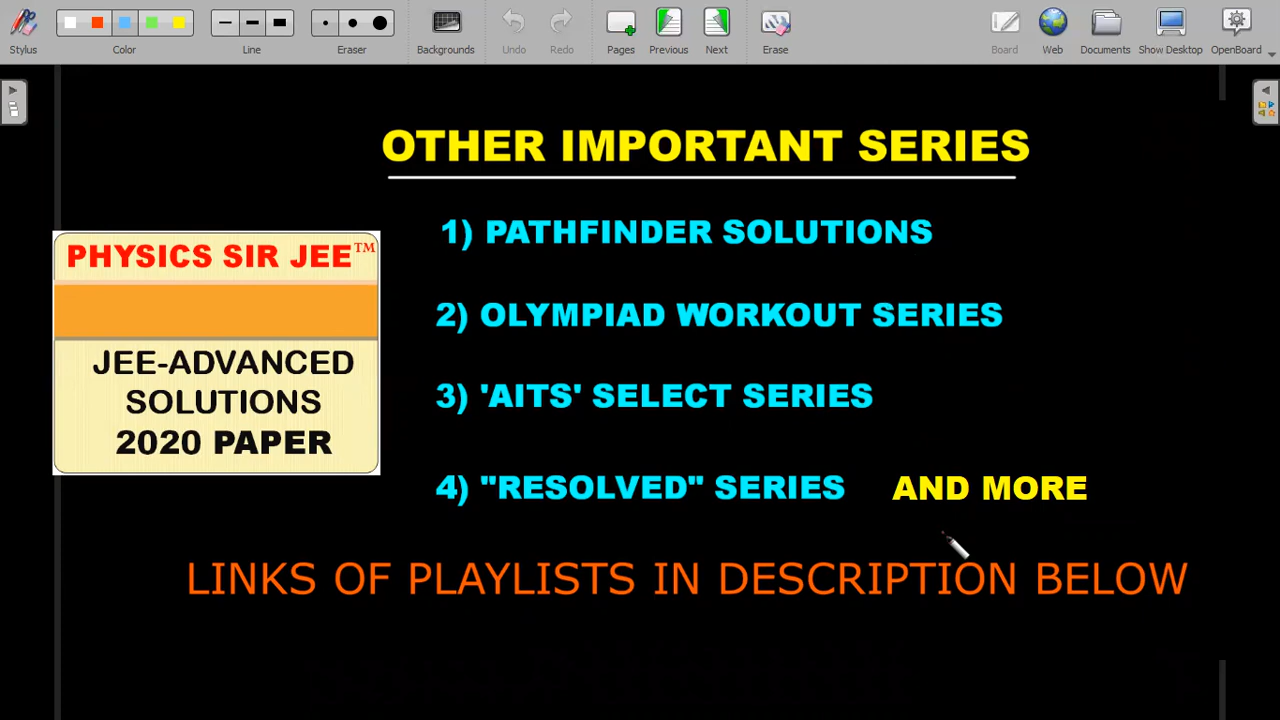 Stylus
Color
Line
Eraser
Backgrounds
Undo
Redo
Pages
Previous
Next
Erase
Board
Web
Documents
Show Desktop
OpenBoard
OTHER IMPORTANT SERIES
1) PATHFINDER SOLUTIONS
PHYSICS SIR JEE™
2) OLYMPIAD WORKOUT SERIES
JEE-ADVANCED
SOLUTIONS
2020 PAPER
3) 'AITS' SELECT SERIES
4) "RESOLVED" SERIES AND MORE
LINKS OF PLAYLISTS IN DESCRIPTION BELOW